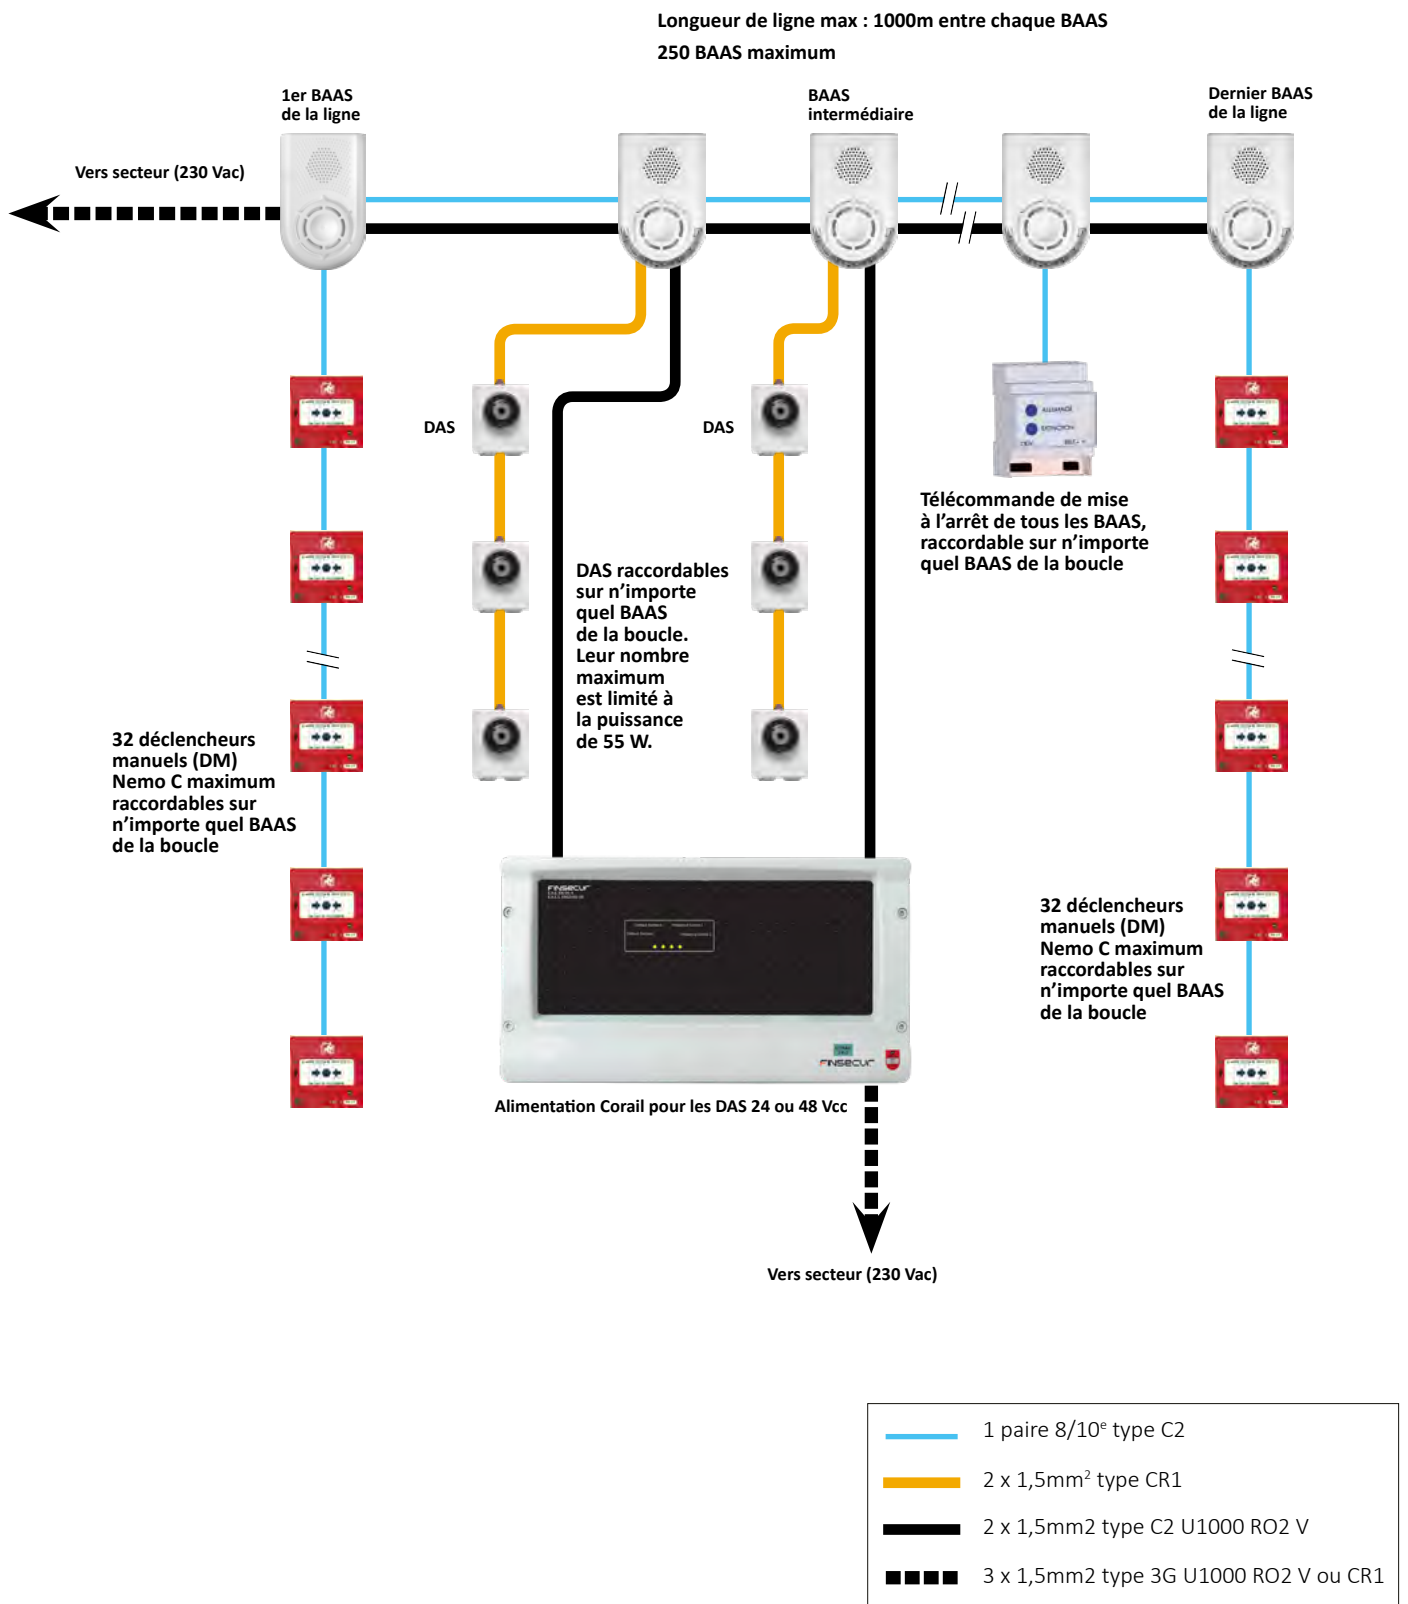 Longueur de ligne max : 1000m entre chaque BAAS
250 BAAS maximum
1er BAAS
de la ligne
BAAS
intermédiaire
Dernier BAAS
de la ligne
Vers secteur (230 Vac)
DAS
DAS
Télécommande de mise
à l’arrêt de tous les BAAS,
raccordable sur n’importe
quel BAAS de la boucle
DAS raccordables
sur n’importe
quel BAAS
de la boucle.
Leur nombre
maximum
est limité à
la puissance
de 55 W.
32 déclencheurs
manuels (DM)
Nemo C maximum
raccordables sur
n’importe quel BAAS
de la boucle
FINSECUR
32 déclencheurs
manuels (DM)
Nemo C maximum
raccordables sur
n’importe quel BAAS
de la boucle
FINSECUR
Alimentation Corail pour les DAS 24 ou 48 Vcc
Vers secteur (230 Vac)
1 paire 8/10e type C2
2 x 1,5mm2 type CR1
2 x 1,5mm2 type C2 U1000 RO2 V
3 x 1,5mm2 type 3G U1000 RO2 V ou CR1